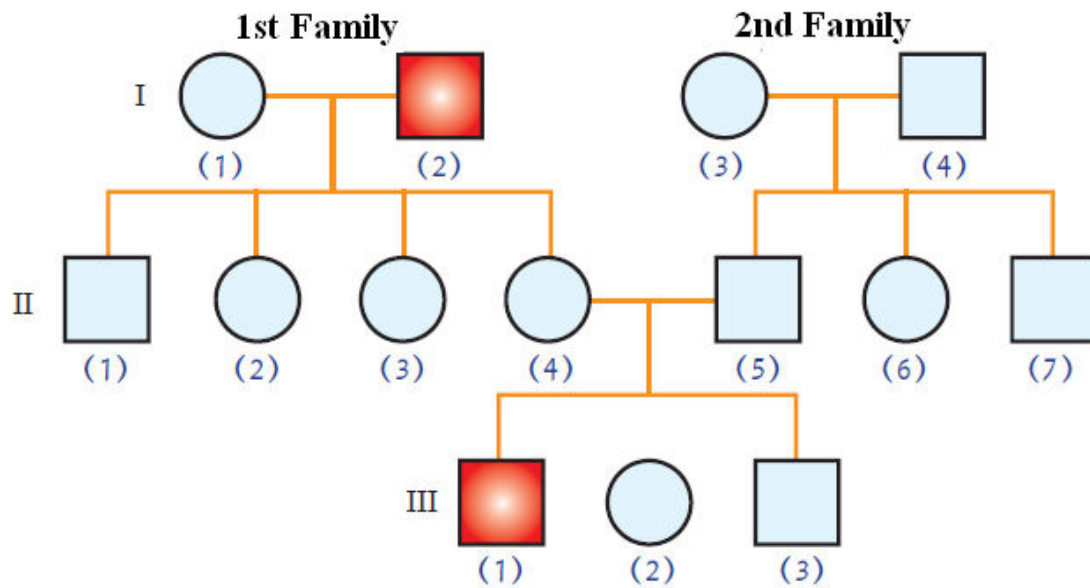 1st Family 2nd Family
I
(1) (2) (3) (4)
II
(1) (2) (3) (4) (5) (6) (7)
III
(1) (2) (3)